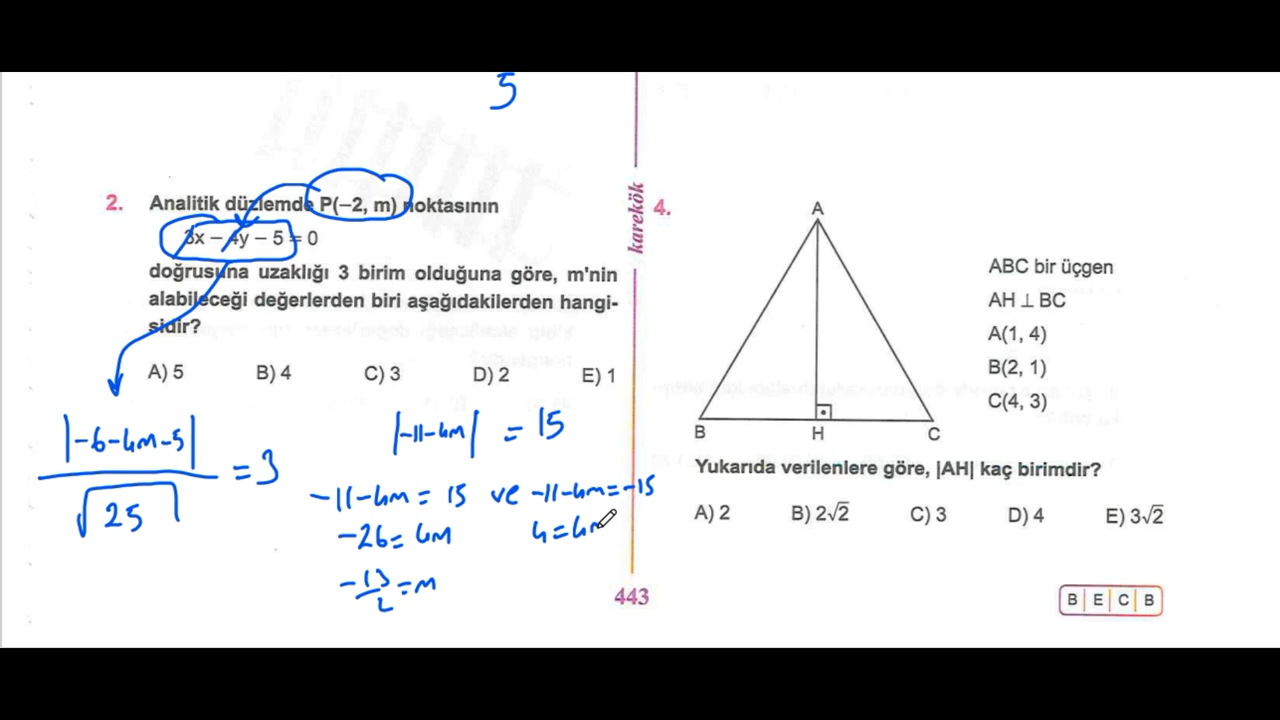 5
2. Analitik düzlemde P(−2, m) noktasının
3x − 4y − 5 = 0
doğrusuna uzaklığı 3 birim olduğuna göre, m'nin
alabileceği değerlerden biri aşağıdakilerden hangi-
sidir?
A) 5 B) 4 C) 3 D) 2 E) 1
|-6-4m-5| / √25 = 3
|-11-4m| = 15
-11-4m = 15 ve -11-4m=-15
-26=4m 4=4m
-13/2=m
karekök
443
4.
A
B H C
ABC bir üçgen
AH ⊥ BC
A(1, 4)
B(2, 1)
C(4, 3)
Yukarıda verilenlere göre, |AH| kaç birimdir?
A) 2 B) 2√2 C) 3 D) 4 E) 3√2
B E C B